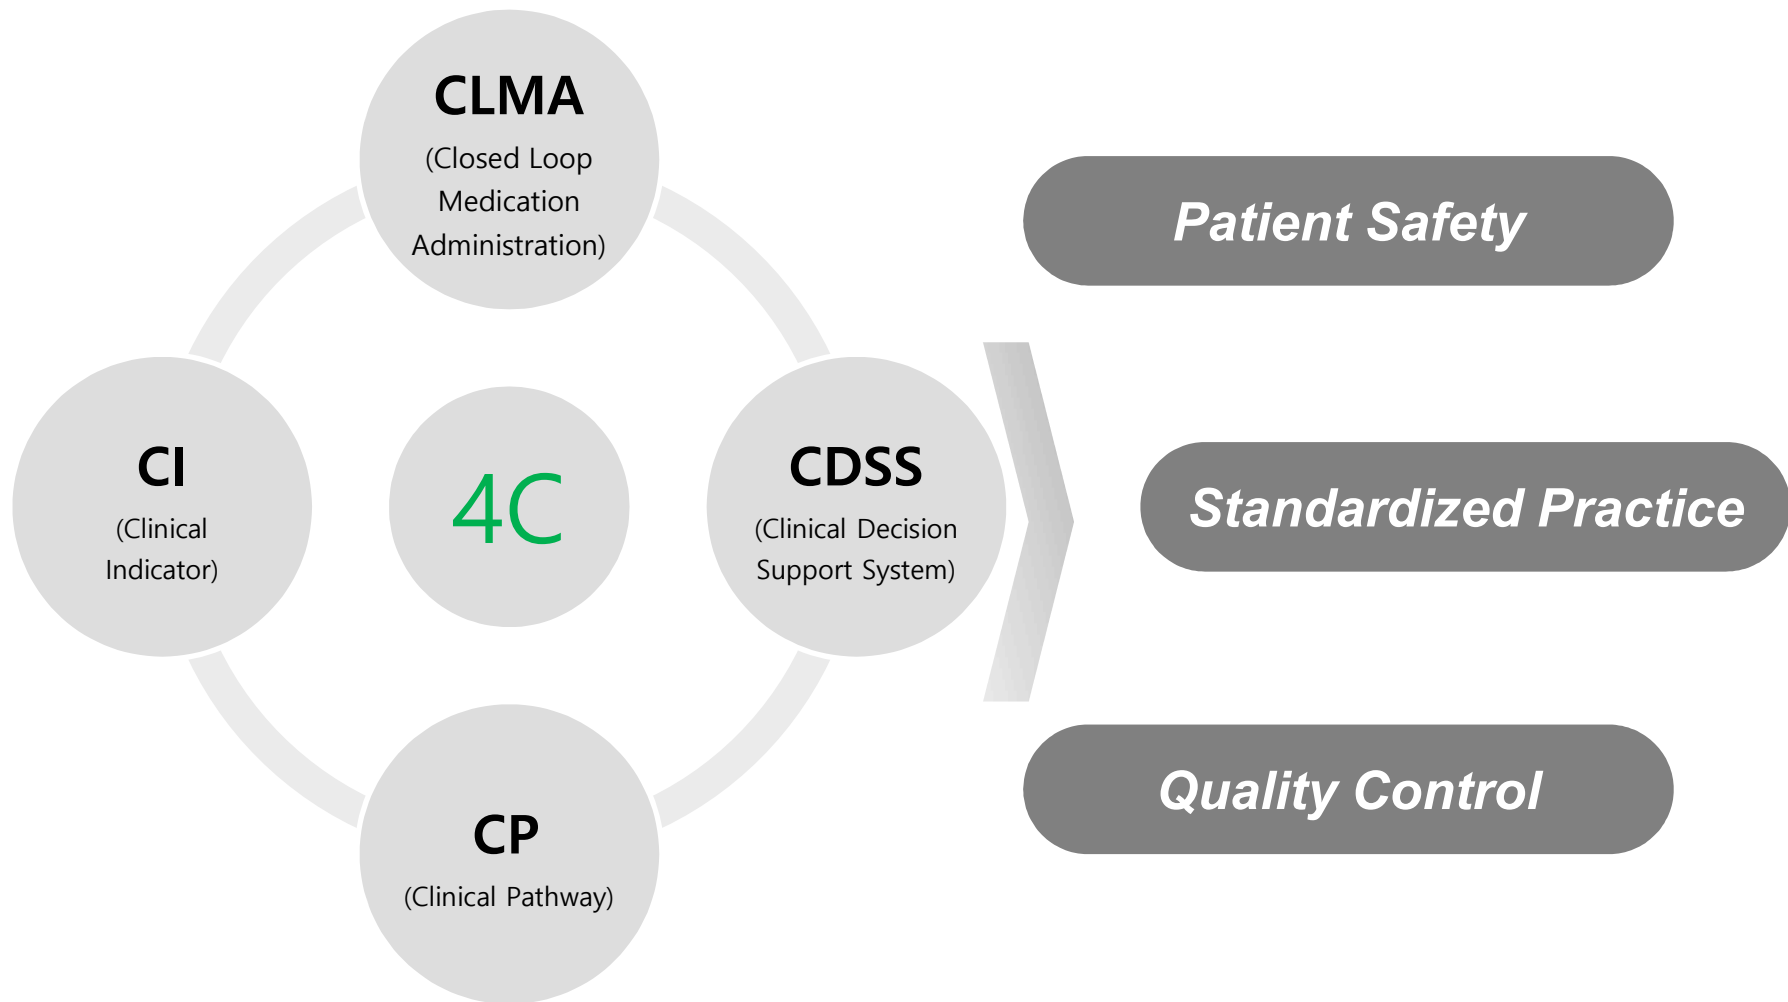 CLMA
(Closed Loop
Medication
Administration)
CI
(Clinical
Indicator)
4C
CDSS
(Clinical Decision
Support System)
CP
(Clinical Pathway)
Patient Safety
Standardized Practice
Quality Control